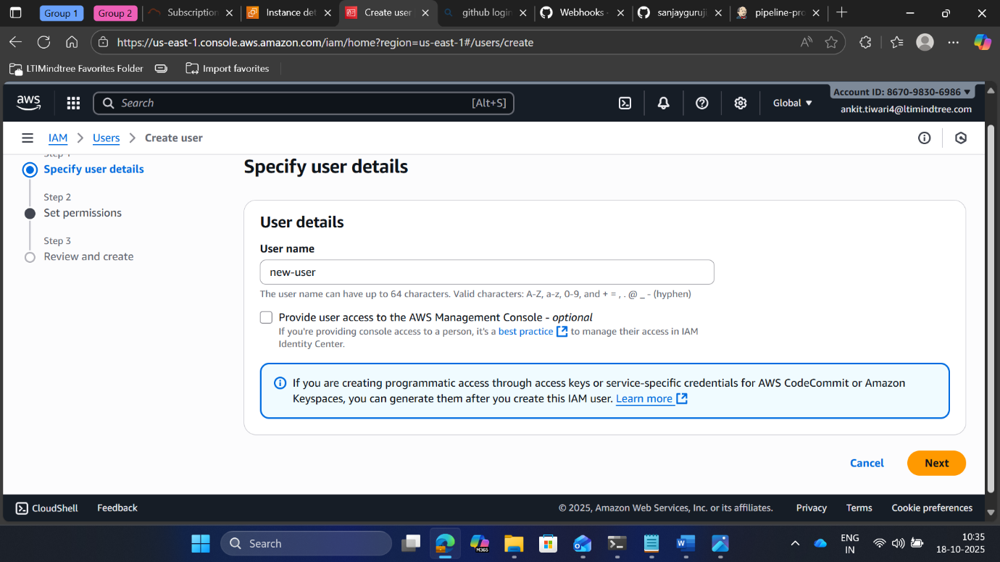 Group 1
Group 2
Subscription
Instance det
Create user
github login
Webhooks
sanjayguruji
pipeline-pro
https://us-east-1.console.aws.amazon.com/iam/home?region=us-east-1#/users/create
LTIMindtree Favorites Folder
Import favorites
aws
Search
[Alt+S]
Global
Account ID: 8670-9830-6986
ankit.tiwari4@ltimindtree.com
IAM
Users
Create user
Step 1
Specify user details
Step 2
Set permissions
Step 3
Review and create
Specify user details
User details
User name
new-user
The user name can have up to 64 characters. Valid characters: A-Z, a-z, 0-9, and + = , . @ _ - (hyphen)
Provide user access to the AWS Management Console - optional
If you're providing console access to a person, it's a best practice to manage their access in IAM
Identity Center.
If you are creating programmatic access through access keys or service-specific credentials for AWS CodeCommit or Amazon
Keyspaces, you can generate them after you create this IAM user. Learn more
Cancel
Next
CloudShell
Feedback
© 2025, Amazon Web Services, Inc. or its affiliates.
Privacy
Terms
Cookie preferences
Search
M365
ENG
IN
10:35
18-10-2025